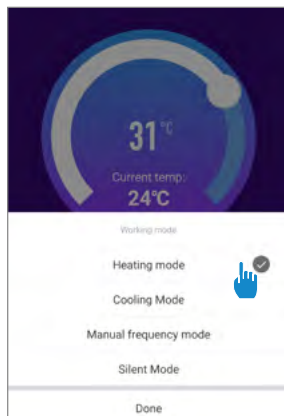 31℃
Current temp:
24℃
Working mode
Heating mode
Cooling Mode
Manual frequency mode
Silent Mode
Done